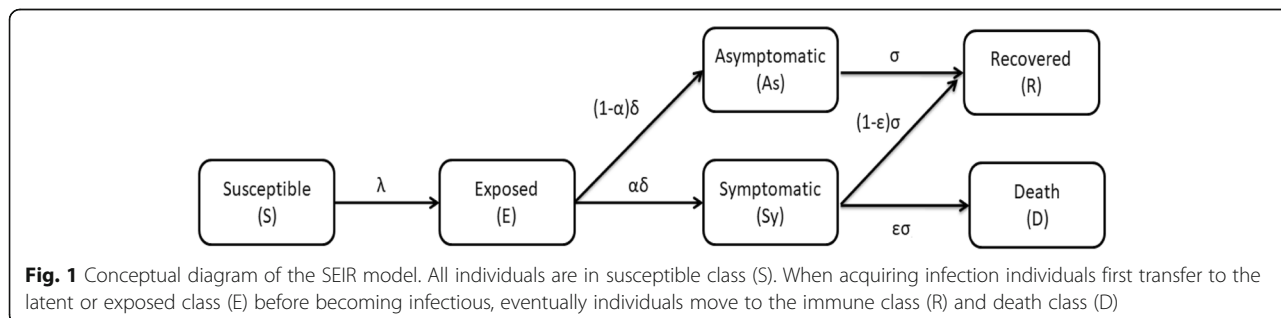 Asymptomatic
(As)
σ
Recovered
(R)
(1-α)δ
(1-ε)σ
Susceptible
(S)
λ
Exposed
(E)
αδ
Symptomatic
(Sy)
εσ
Death
(D)
Fig. 1 Conceptual diagram of the SEIR model. All individuals are in susceptible class (S). When acquiring infection individuals first transfer to the
latent or exposed class (E) before becoming infectious, eventually individuals move to the immune class (R) and death class (D)